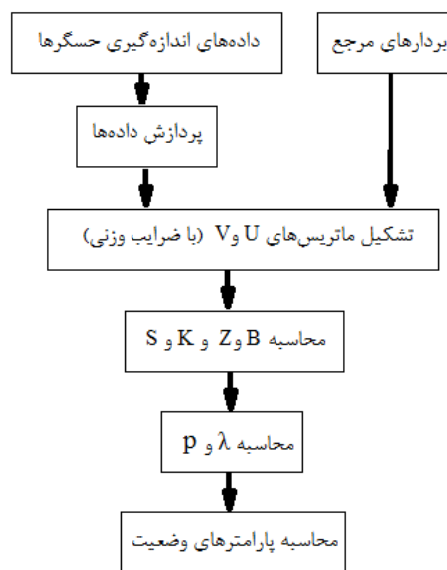 بردارهای مرجع
داده‌های اندازه‌گیری حسگرها
پردازش داده‌ها
تشکیل ماتریس‌های U و V (با ضرایب وزنی)
محاسبه B و Z و K و S
محاسبه λ و p
محاسبه پارامترهای وضعیت